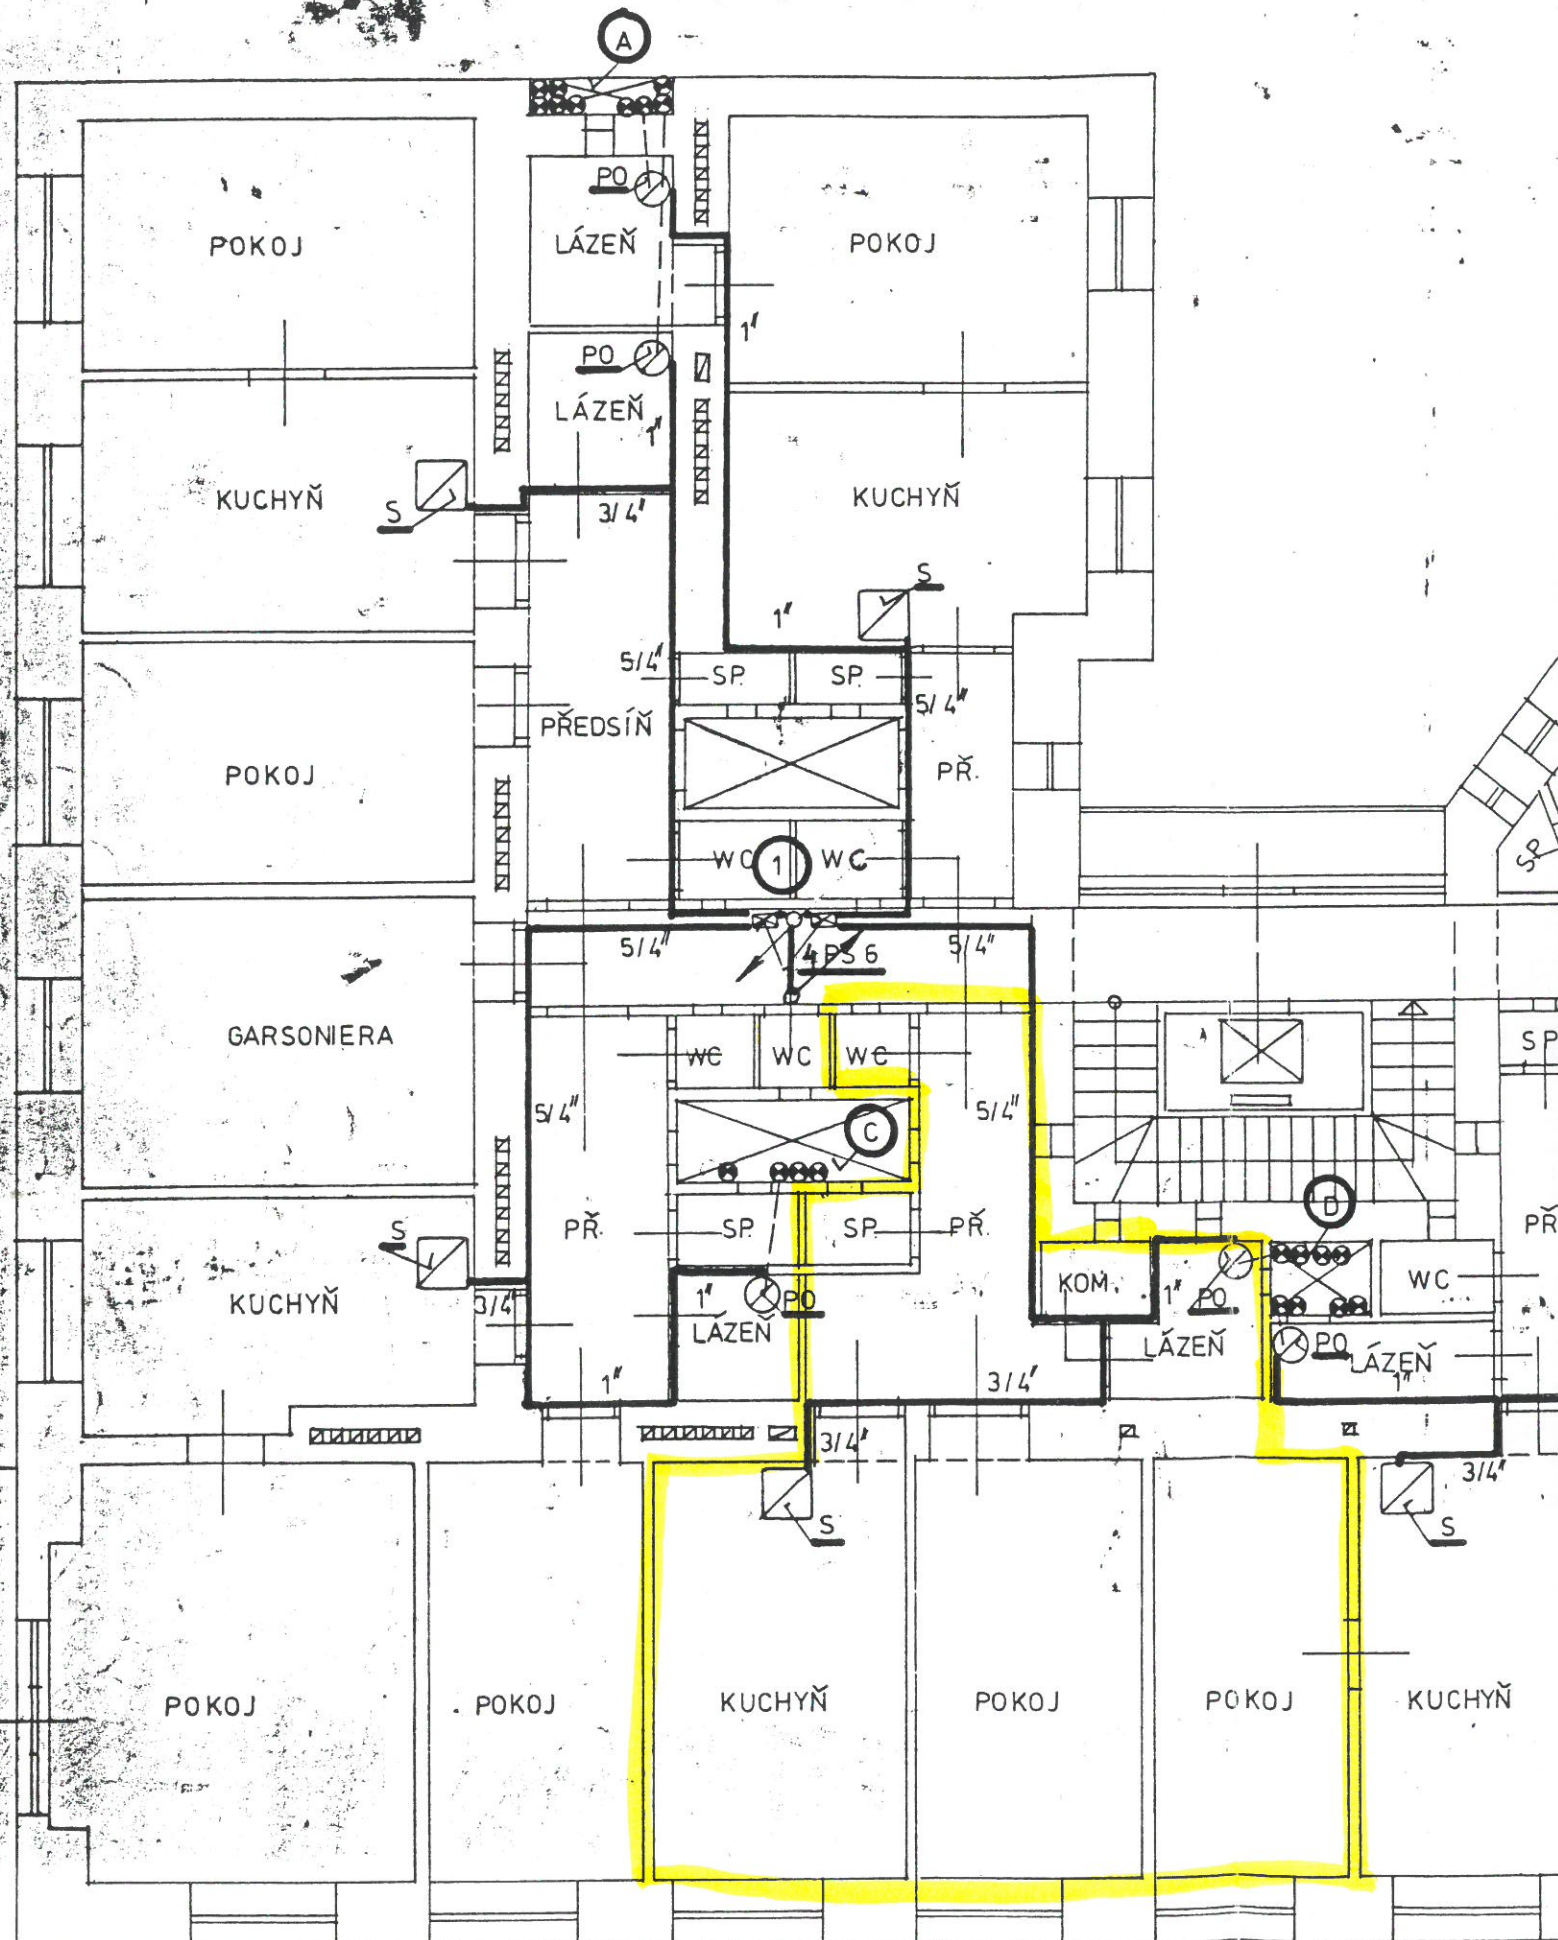 A
PO
LÁZEŇ
POKOJ
POKOJ
1"
PO
LÁZEŇ
1"
KUCHYŇ
KUCHYŇ
S
3/4"
S
1"
5/4"
SP.
SP.
5/4"
PŘEDSÍŇ
POKOJ
PŘ.
WC
1
WC
SP
5/4"
4PS6
5/4"
GARSONIERA
WC
WC
WC
SP
5/4"
C
5/4"
D
S
PŘ.
SP.
SP.
PŘ.
PŘ
KUCHYŇ
3/4"
1"
PO
LÁZEŇ
KOM.
1"
PO
LÁZEŇ
WC
PO
LÁZEŇ
1"
1"
3/4"
3/4"
S
3/4"
S
POKOJ
POKOJ
KUCHYŇ
POKOJ
POKOJ
KUCHYŇ